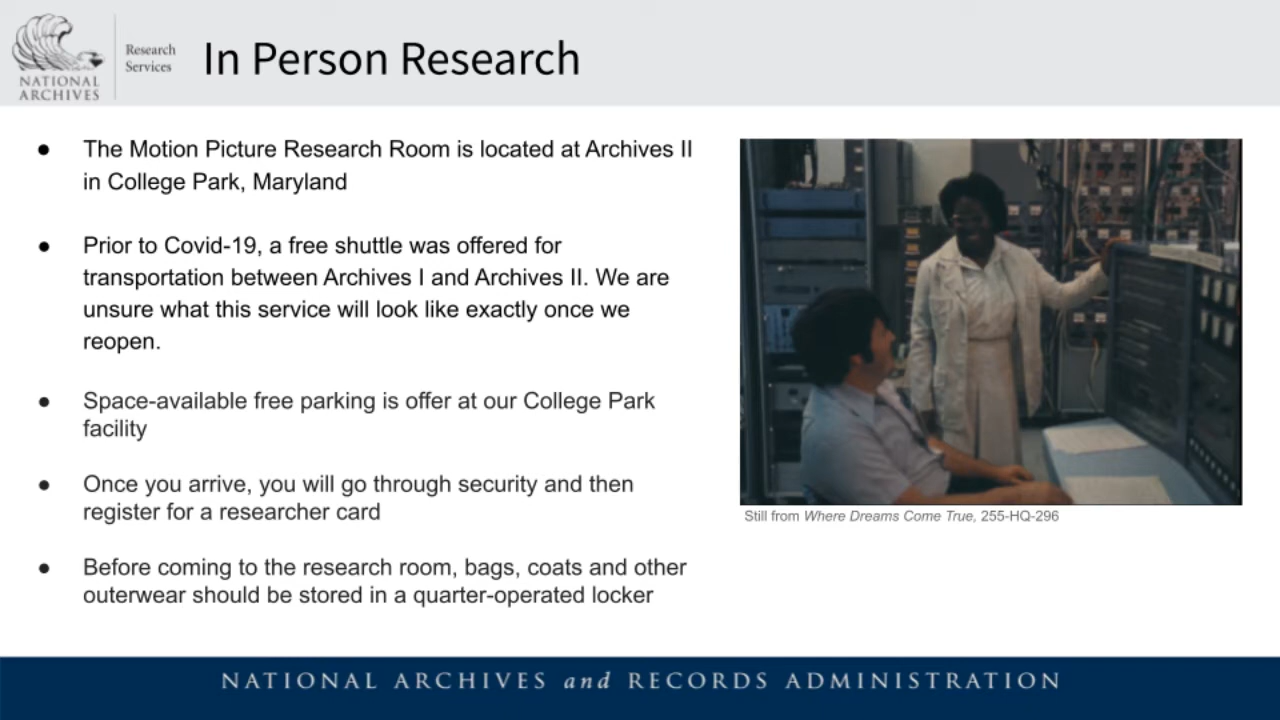 NATIONAL
ARCHIVES
Research
Services
In Person Research
● The Motion Picture Research Room is located at Archives II
in College Park, Maryland
● Prior to Covid-19, a free shuttle was offered for
transportation between Archives I and Archives II. We are
unsure what this service will look like exactly once we
reopen.
● Space-available free parking is offer at our College Park
facility
● Once you arrive, you will go through security and then
register for a researcher card
● Before coming to the research room, bags, coats and other
outerwear should be stored in a quarter-operated locker
Still from Where Dreams Come True, 255-HQ-296
NATIONAL ARCHIVES and RECORDS ADMINISTRATION